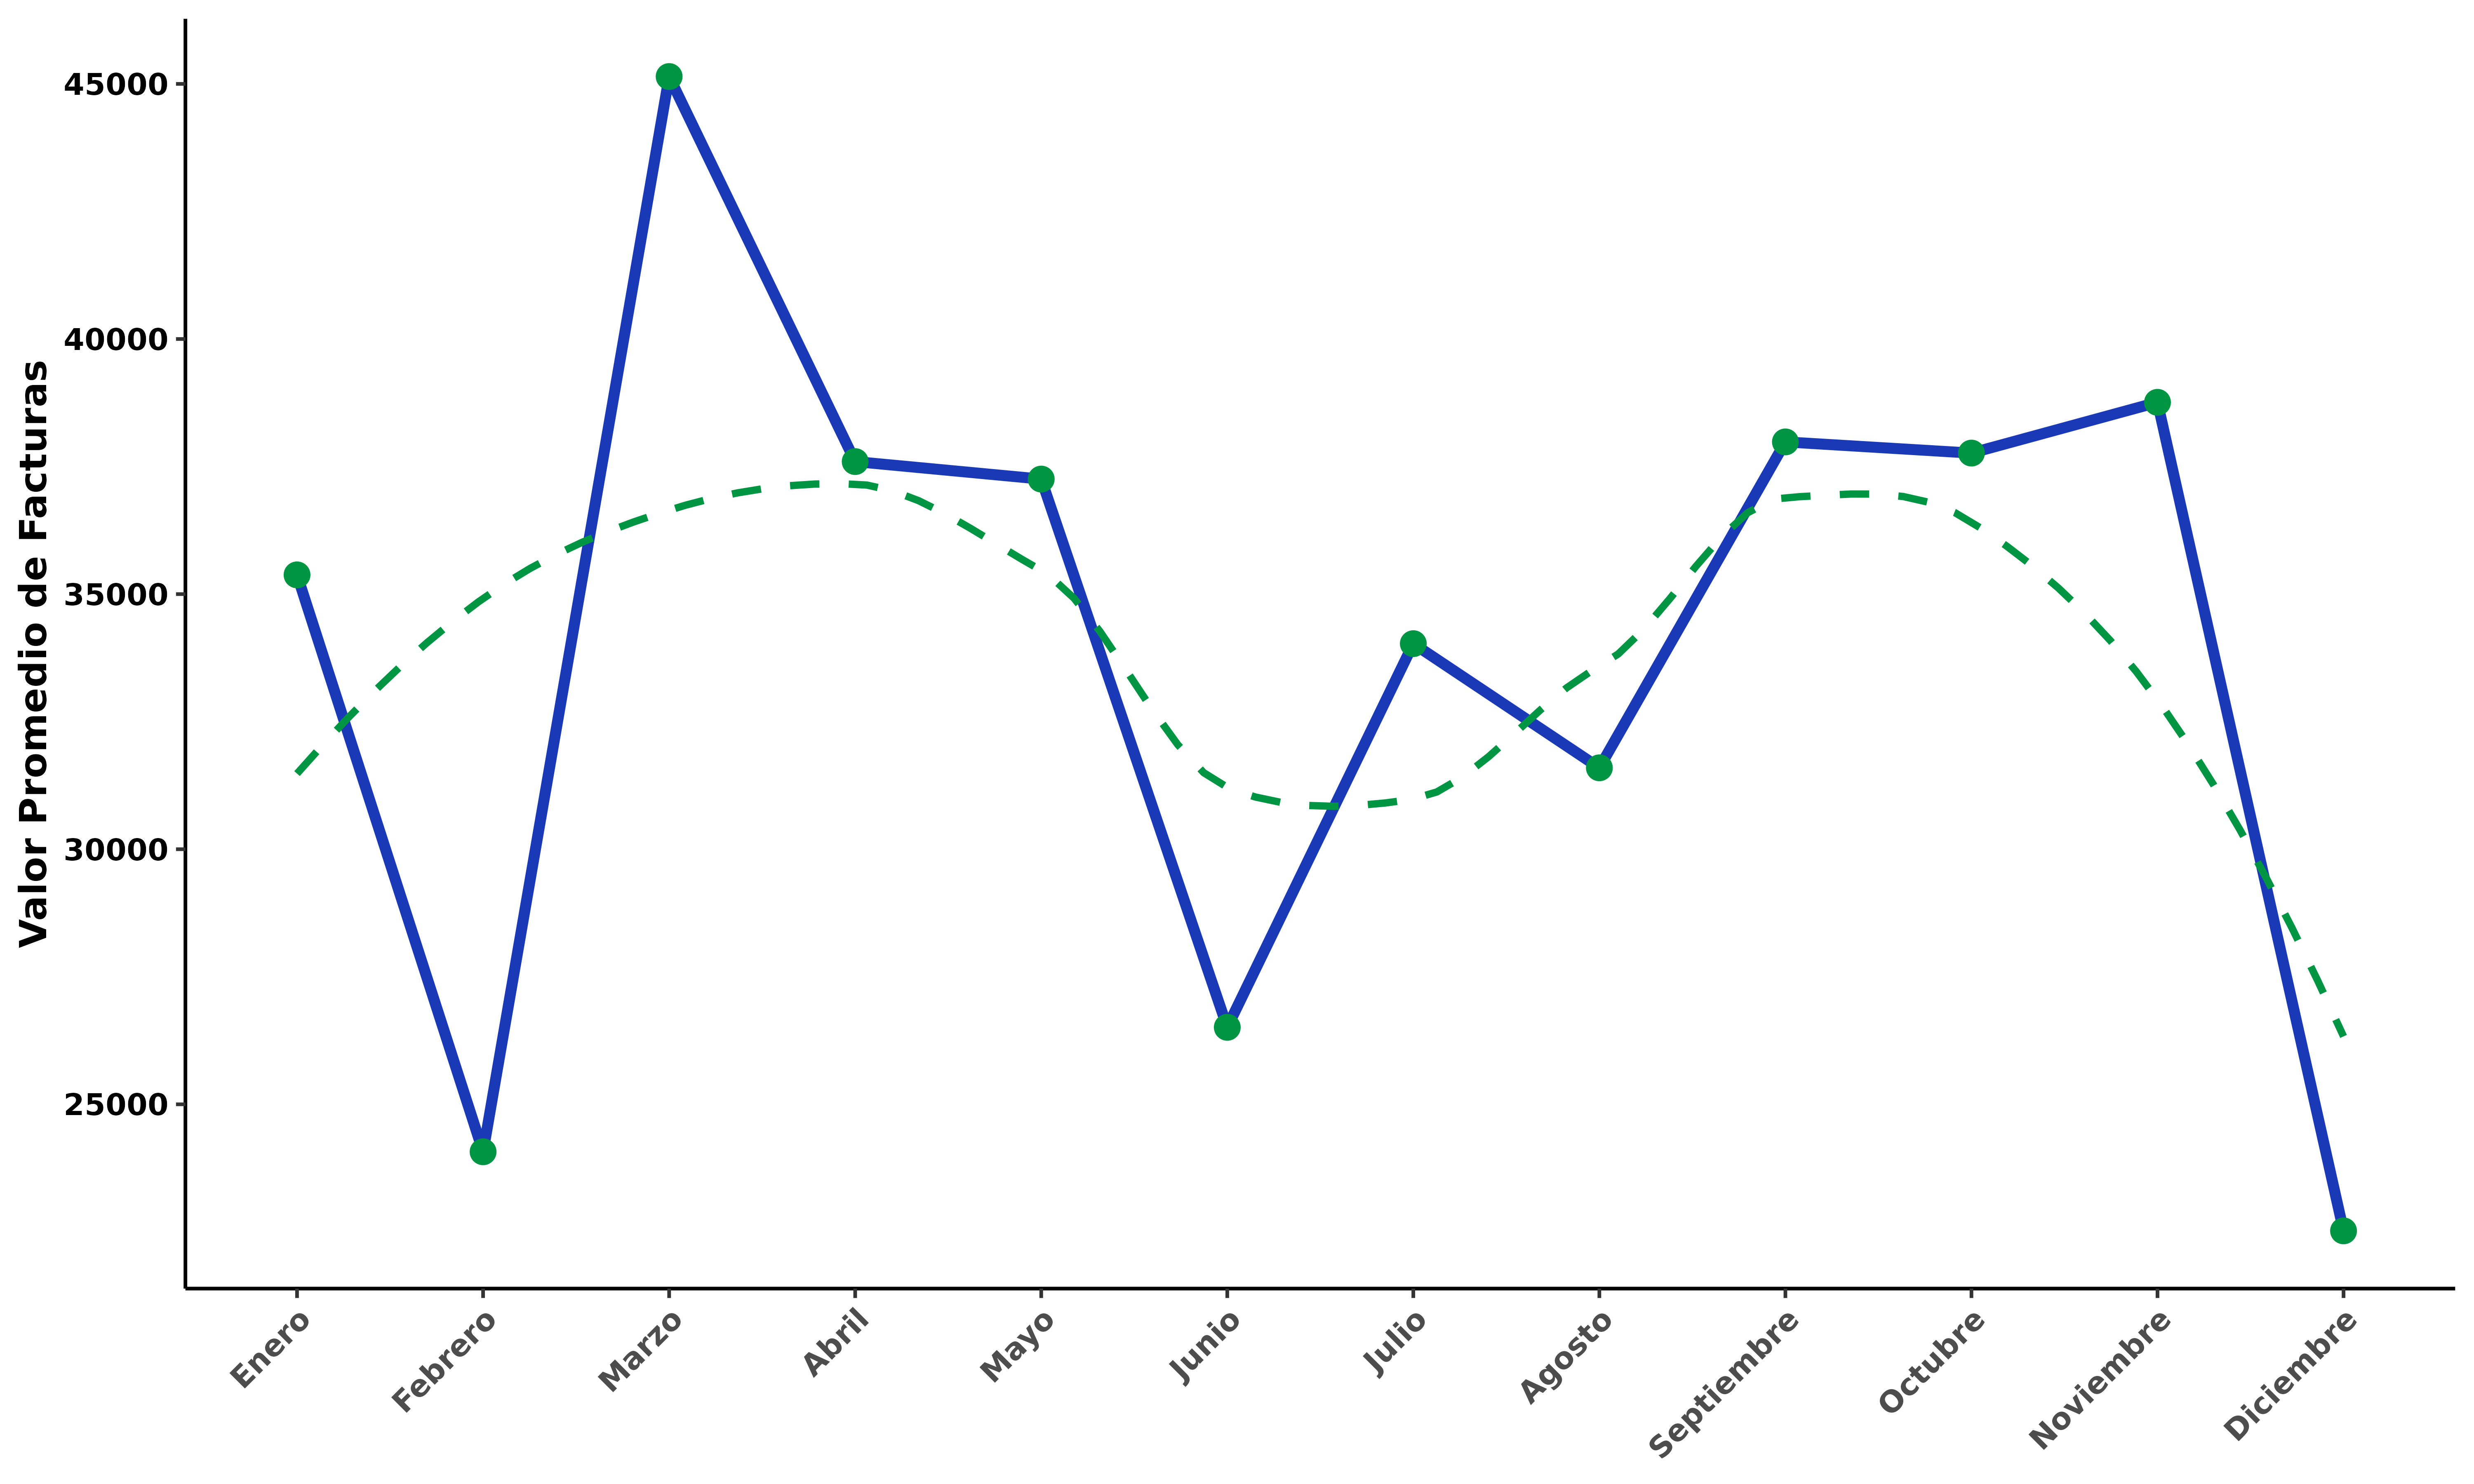 Valor Promedio de Facturas
45000
40000
35000
30000
25000
Enero
Febrero
Marzo
Abril
Mayo
Junio
Julio
Agosto
Septiembre
Octubre
Noviembre
Diciembre